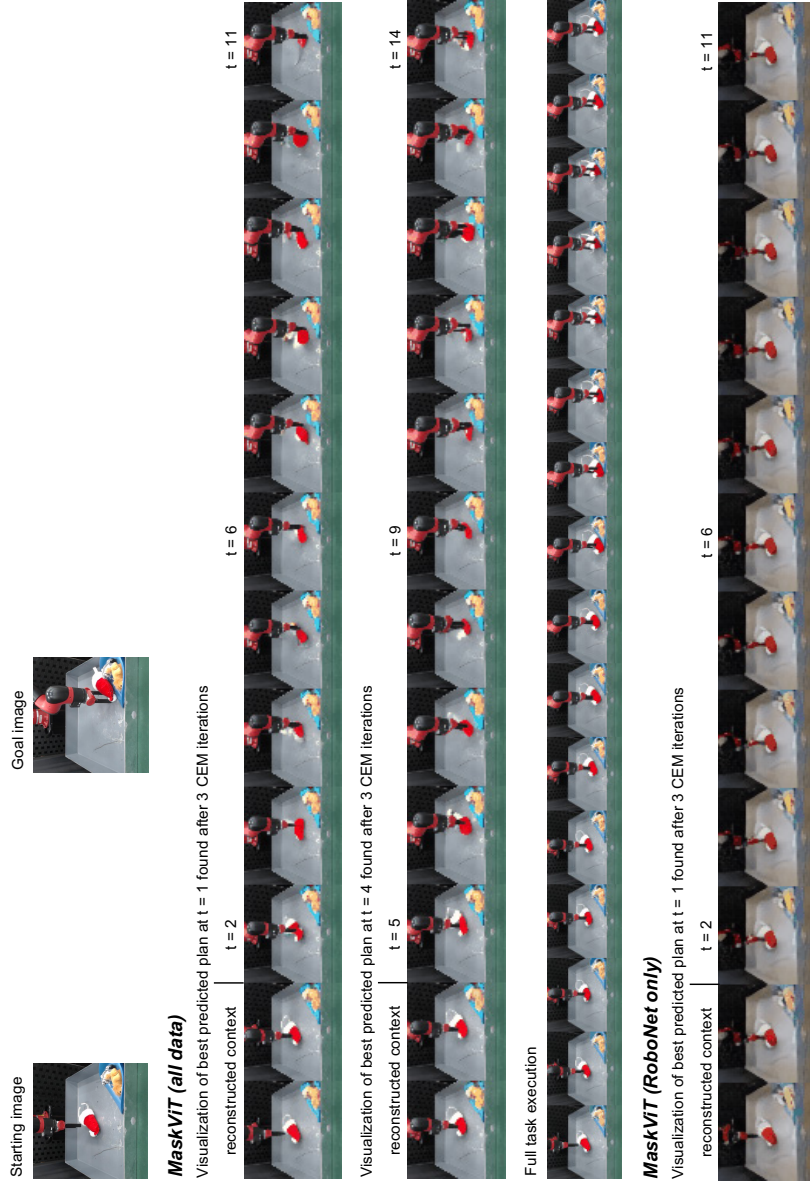 Starting image
Goal image
MaskViT (all data)
Visualization of best predicted plan at t = 1 found after 3 CEM iterations
reconstructed context
t = 2
t = 6
t = 11
Visualization of best predicted plan at t = 4 found after 3 CEM iterations
reconstructed context
t = 5
t = 9
t = 14
Full task execution
MaskViT (RoboNet only)
Visualization of best predicted plan at t = 1 found after 3 CEM iterations
reconstructed context
t = 2
t = 6
t = 11